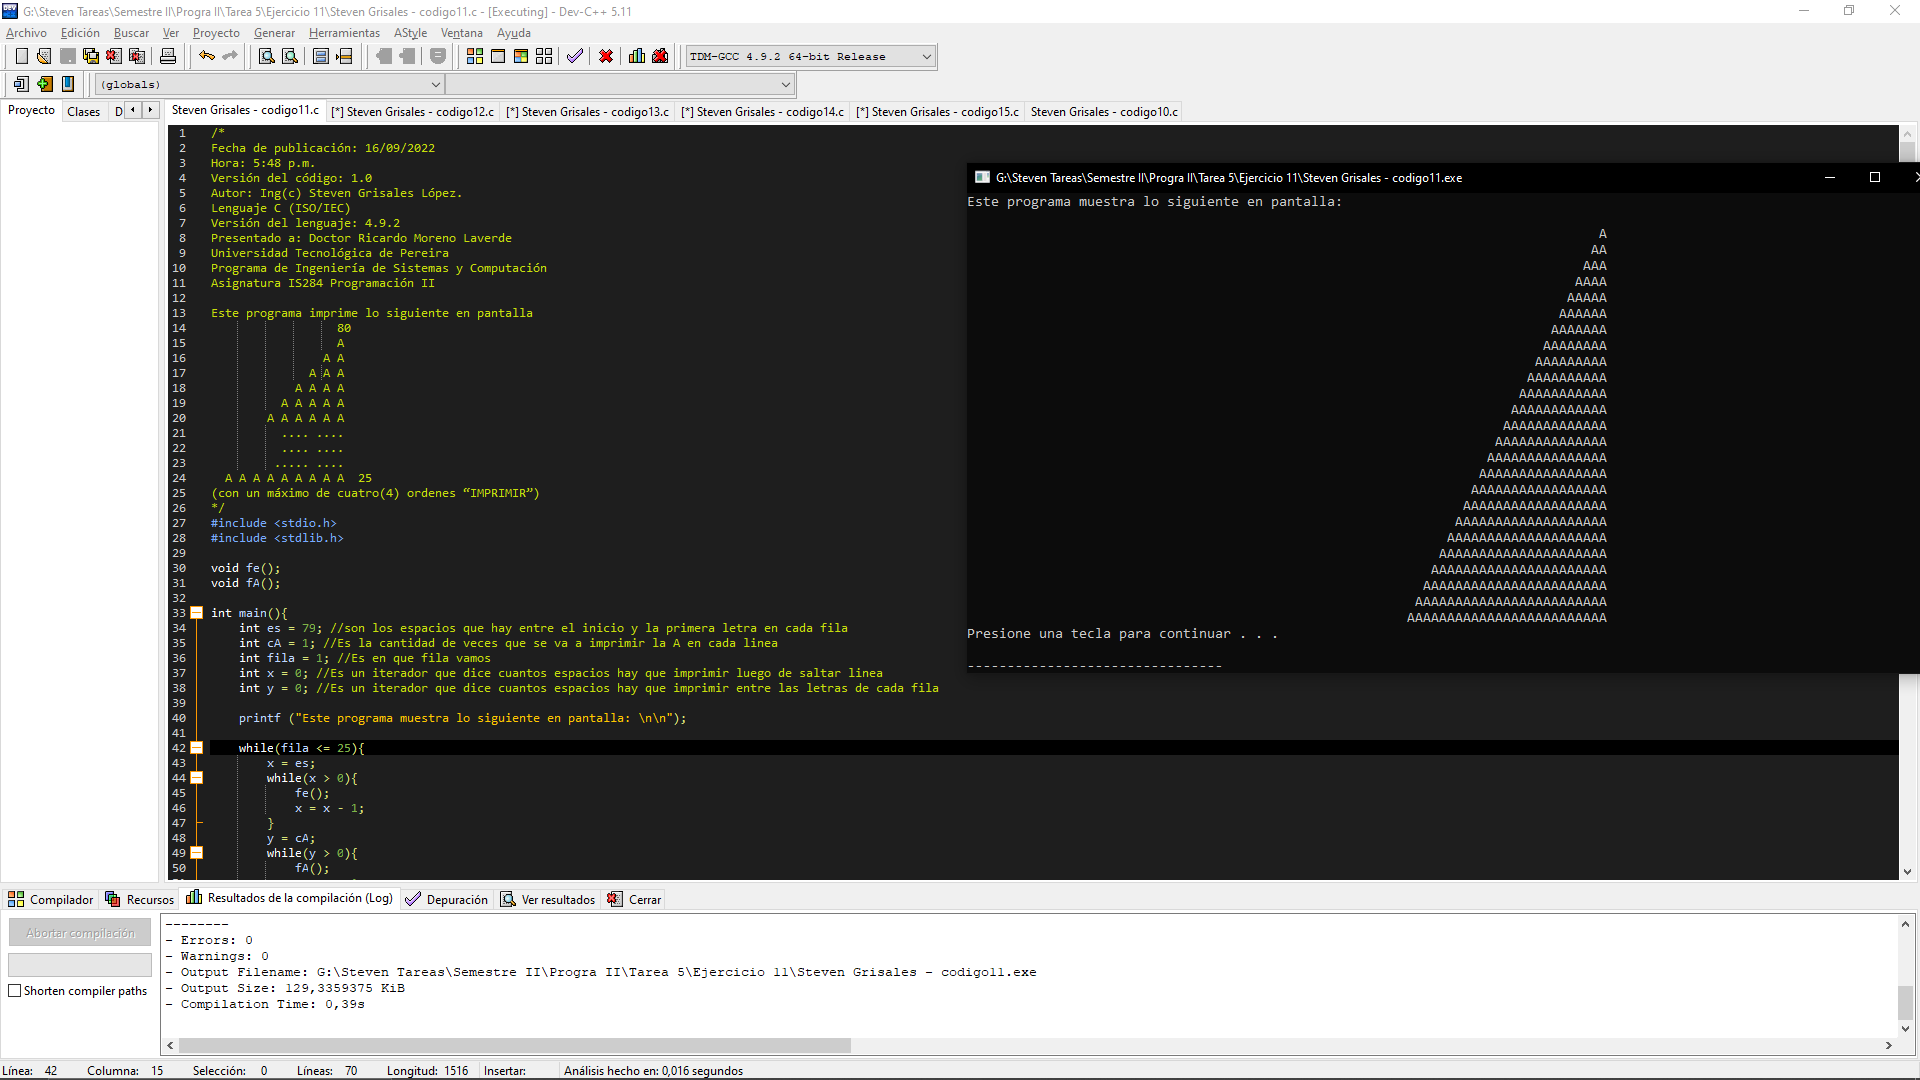 G:\Steven Tareas\Semestre II\Progra II\Tarea 5\Ejercicio 11\Steven Grisales - codigo11.c - [Executing] - Dev-C++ 5.11
Archivo Edición Buscar Ver Proyecto Generar Herramientas AStyle Ventana Ayuda
TDM-GCC 4.9.2 64-bit Release
(globals)
Proyecto Clases D
Steven Grisales - codigo11.c [*] Steven Grisales - codigo12.c [*] Steven Grisales - codigo13.c [*] Steven Grisales - codigo14.c [*] Steven Grisales - codigo15.c Steven Grisales - codigo10.c
1 /*
2 Fecha de publicación: 16/09/2022
3 Hora: 5:48 p.m.
4 Versión del código: 1.0
5 Autor: Ing(c) Steven Grisales López.
6 Lenguaje C (ISO/IEC)
7 Versión del lenguaje: 4.9.2
8 Presentado a: Doctor Ricardo Moreno Laverde
9 Universidad Tecnológica de Pereira
10 Programa de Ingeniería de Sistemas y Computación
11 Asignatura IS284 Programación II
12
13 Este programa imprime lo siguiente en pantalla
14 80
15 A
16 A A
17 A A A
18 A A A A
19 A A A A A
20 A A A A A A
21 .... ....
22 .... ....
23 ..... ....
24 A A A A A A A A A 25
25 (con un máximo de cuatro(4) ordenes “IMPRIMIR”)
26 */
27 #include <stdio.h>
28 #include <stdlib.h>
29
30 void fe();
31 void fA();
32
33 int main(){
34 int es = 79; //son los espacios que hay entre el inicio y la primera letra en cada fila
35 int cA = 1; //Es la cantidad de veces que se va a imprimir la A en cada linea
36 int fila = 1; //Es en que fila vamos
37 int x = 0; //Es un iterador que dice cuantos espacios hay que imprimir luego de saltar linea
38 int y = 0; //Es un iterador que dice cuantos espacios hay que imprimir entre las letras de cada fila
39
40 printf ("Este programa muestra lo siguiente en pantalla: \n\n");
41
42 while(fila <= 25){
43 x = es;
44 while(x > 0){
45 fe();
46 x = x - 1;
47 }
48 y = cA;
49 while(y > 0){
50 fA();
G:\Steven Tareas\Semestre II\Progra II\Tarea 5\Ejercicio 11\Steven Grisales - codigo11.exe
Este programa muestra lo siguiente en pantalla:
A
AA
AAA
AAAA
AAAAA
AAAAAA
AAAAAAA
AAAAAAAA
AAAAAAAAA
AAAAAAAAAA
AAAAAAAAAAA
AAAAAAAAAAAA
AAAAAAAAAAAAA
AAAAAAAAAAAAAA
AAAAAAAAAAAAAAA
AAAAAAAAAAAAAAAA
AAAAAAAAAAAAAAAAA
AAAAAAAAAAAAAAAAAA
AAAAAAAAAAAAAAAAAAA
AAAAAAAAAAAAAAAAAAAA
AAAAAAAAAAAAAAAAAAAAA
AAAAAAAAAAAAAAAAAAAAAA
AAAAAAAAAAAAAAAAAAAAAAA
AAAAAAAAAAAAAAAAAAAAAAAA
AAAAAAAAAAAAAAAAAAAAAAAAA
Presione una tecla para continuar . . .
--------------------------------
Compilador Recursos Resultados de la compilación (Log) Depuración Ver resultados Cerrar
Abortar compilación
Shorten compiler paths
--------
- Errors: 0
- Warnings: 0
- Output Filename: G:\Steven Tareas\Semestre II\Progra II\Tarea 5\Ejercicio 11\Steven Grisales - codigo11.exe
- Output Size: 129,3359375 KiB
- Compilation Time: 0,39s
Línea: 42 Columna: 15 Selección: 0 Líneas: 70 Longitud: 1516 Insertar: Análisis hecho en: 0,016 segundos